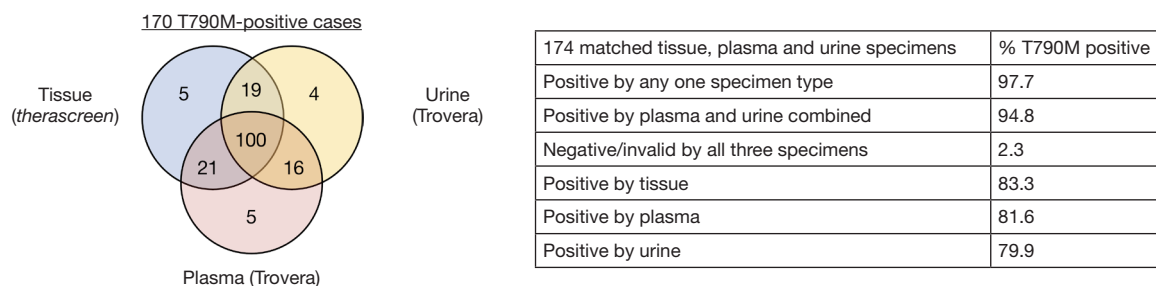 170 T790M-positive cases
Tissue
(therascreen)
5
19
4
Urine
(Trovera)
100
21
16
5
Plasma (Trovera)
174 matched tissue, plasma and urine specimens % T790M positive
Positive by any one specimen type 97.7
Positive by plasma and urine combined 94.8
Negative/invalid by all three specimens 2.3
Positive by tissue 83.3
Positive by plasma 81.6
Positive by urine 79.9